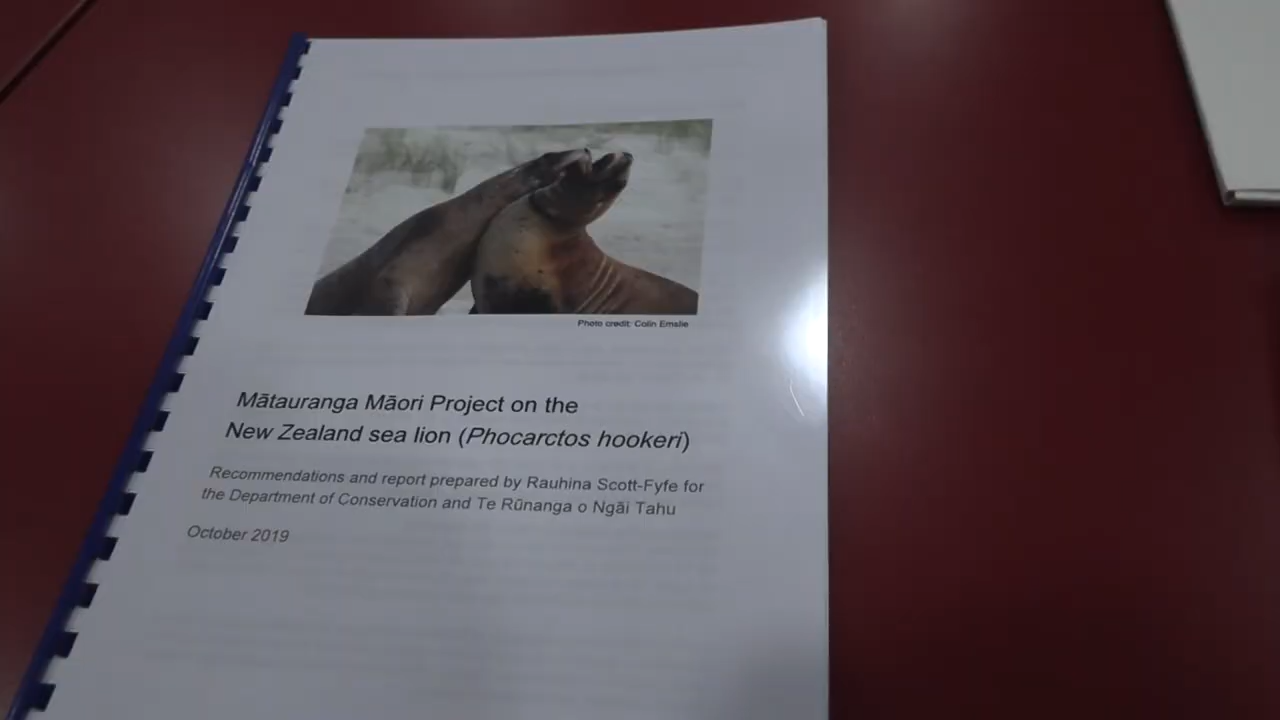 Photo credit: Colin Emslie
Mātauranga Māori Project on the
New Zealand sea lion (Phocarctos hookeri)
Recommendations and report prepared by Rauhina Scott-Fyfe for
the Department of Conservation and Te Rūnanga o Ngāi Tahu
October 2019